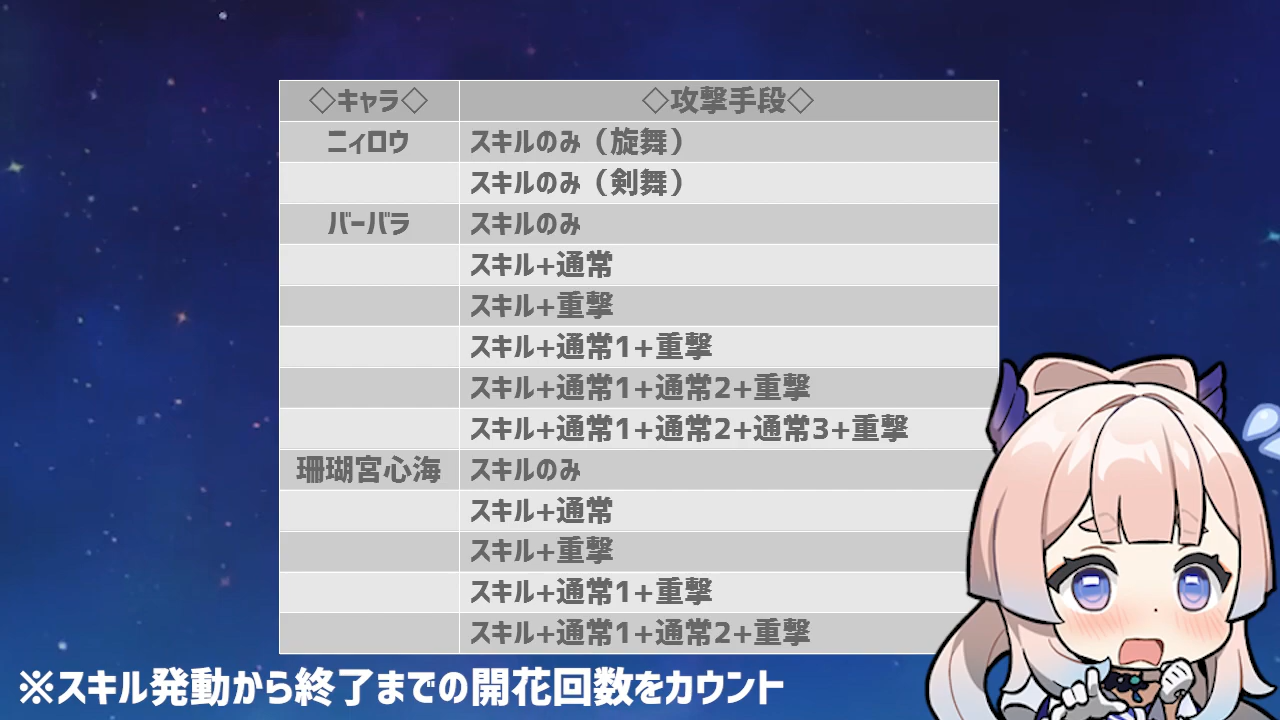 ◇キャラ◇ ◇攻撃手段◇
ニィロウ スキルのみ（旋舞）
スキルのみ（剣舞）
バーバラ スキルのみ
スキル+通常
スキル+重撃
スキル+通常1+重撃
スキル+通常1+通常2+重撃
スキル+通常1+通常2+通常3+重撃
珊瑚宮心海 スキルのみ
スキル+通常
スキル+重撃
スキル+通常1+重撃
スキル+通常1+通常2+重撃
※スキル発動から終了までの開花回数をカウント